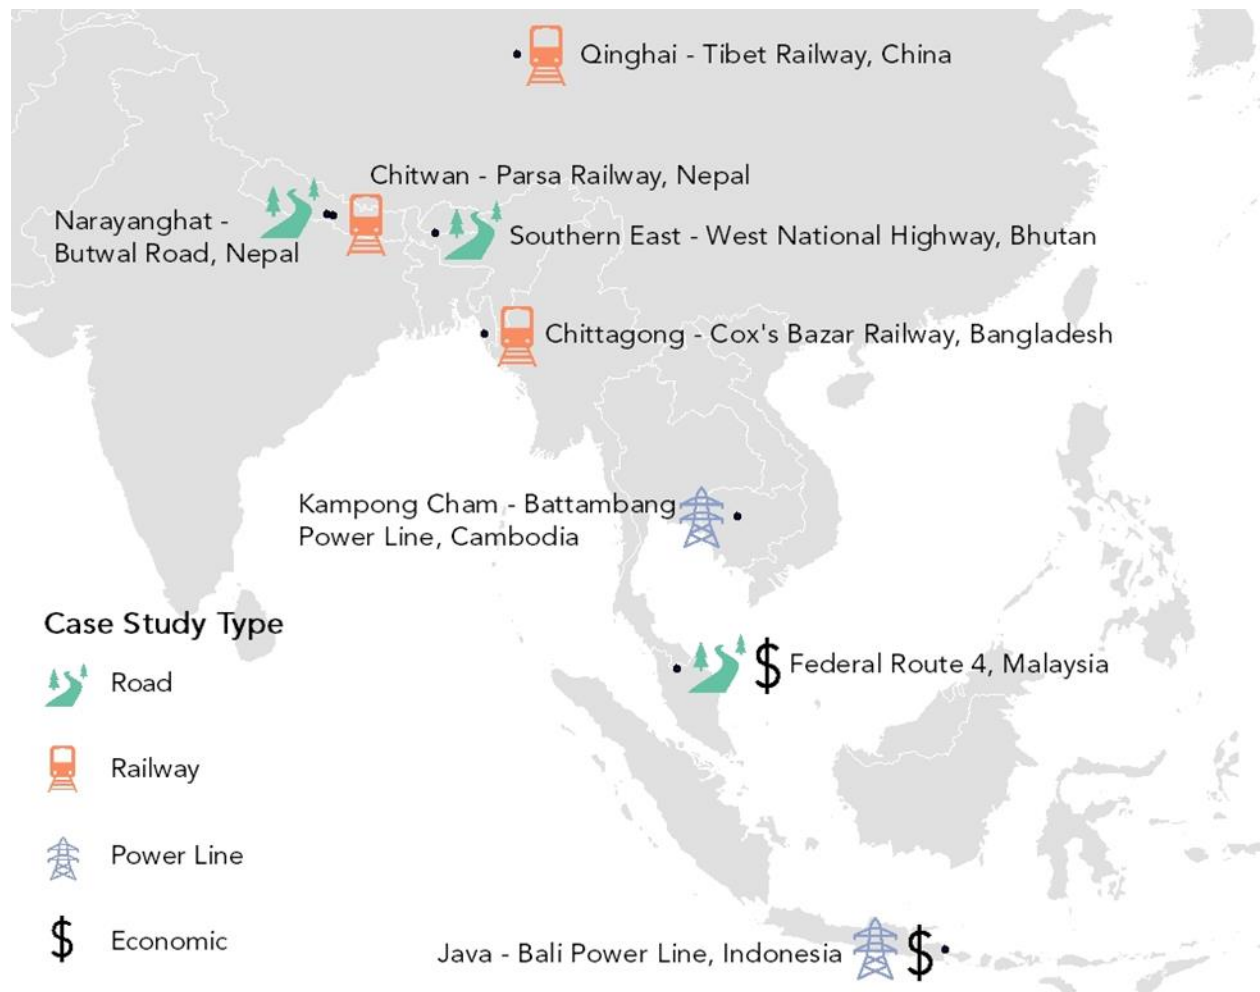 Qinghai - Tibet Railway, China
Chitwan - Parsa Railway, Nepal
Narayanghat -
Butwal Road, Nepal
Southern East - West National Highway, Bhutan
Chittagong - Cox's Bazar Railway, Bangladesh
Kampong Cham - Battambang
Power Line, Cambodia
Case Study Type
Road
Railway
Power Line
$ Economic
$ Federal Route 4, Malaysia
Java - Bali Power Line, Indonesia $